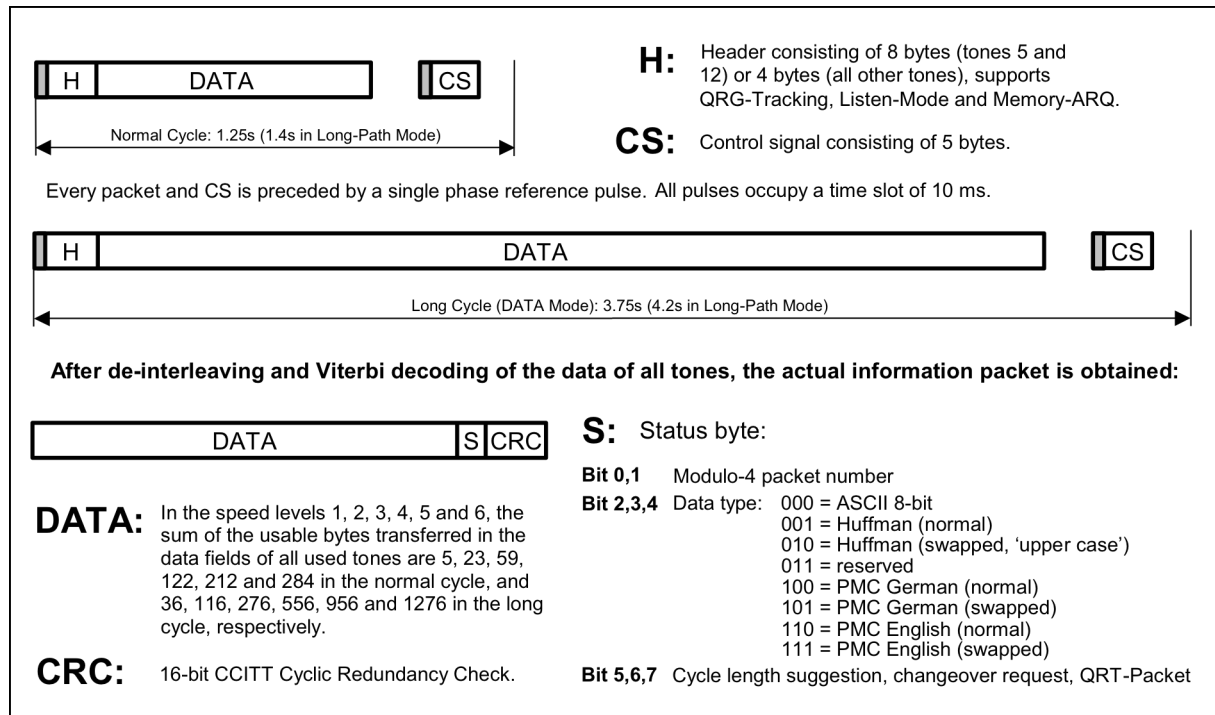 H DATA CS
Normal Cycle: 1.25s (1.4s in Long-Path Mode)
H: Header consisting of 8 bytes (tones 5 and
12) or 4 bytes (all other tones), supports
QRG-Tracking, Listen-Mode and Memory-ARQ.
CS: Control signal consisting of 5 bytes.
Every packet and CS is preceded by a single phase reference pulse. All pulses occupy a time slot of 10 ms.
H DATA CS
Long Cycle (DATA Mode): 3.75s (4.2s in Long-Path Mode)
After de-interleaving and Viterbi decoding of the data of all tones, the actual information packet is obtained:
DATA S CRC
DATA: In the speed levels 1, 2, 3, 4, 5 and 6, the
sum of the usable bytes transferred in the
data fields of all used tones are 5, 23, 59,
122, 212 and 284 in the normal cycle, and
36, 116, 276, 556, 956 and 1276 in the long
cycle, respectively.
CRC: 16-bit CCITT Cyclic Redundancy Check.
S: Status byte:
Bit 0,1 Modulo-4 packet number
Bit 2,3,4 Data type: 000 = ASCII 8-bit
001 = Huffman (normal)
010 = Huffman (swapped, ‘upper case’)
011 = reserved
100 = PMC German (normal)
101 = PMC German (swapped)
110 = PMC English (normal)
111 = PMC English (swapped)
Bit 5,6,7 Cycle length suggestion, changeover request, QRT-Packet